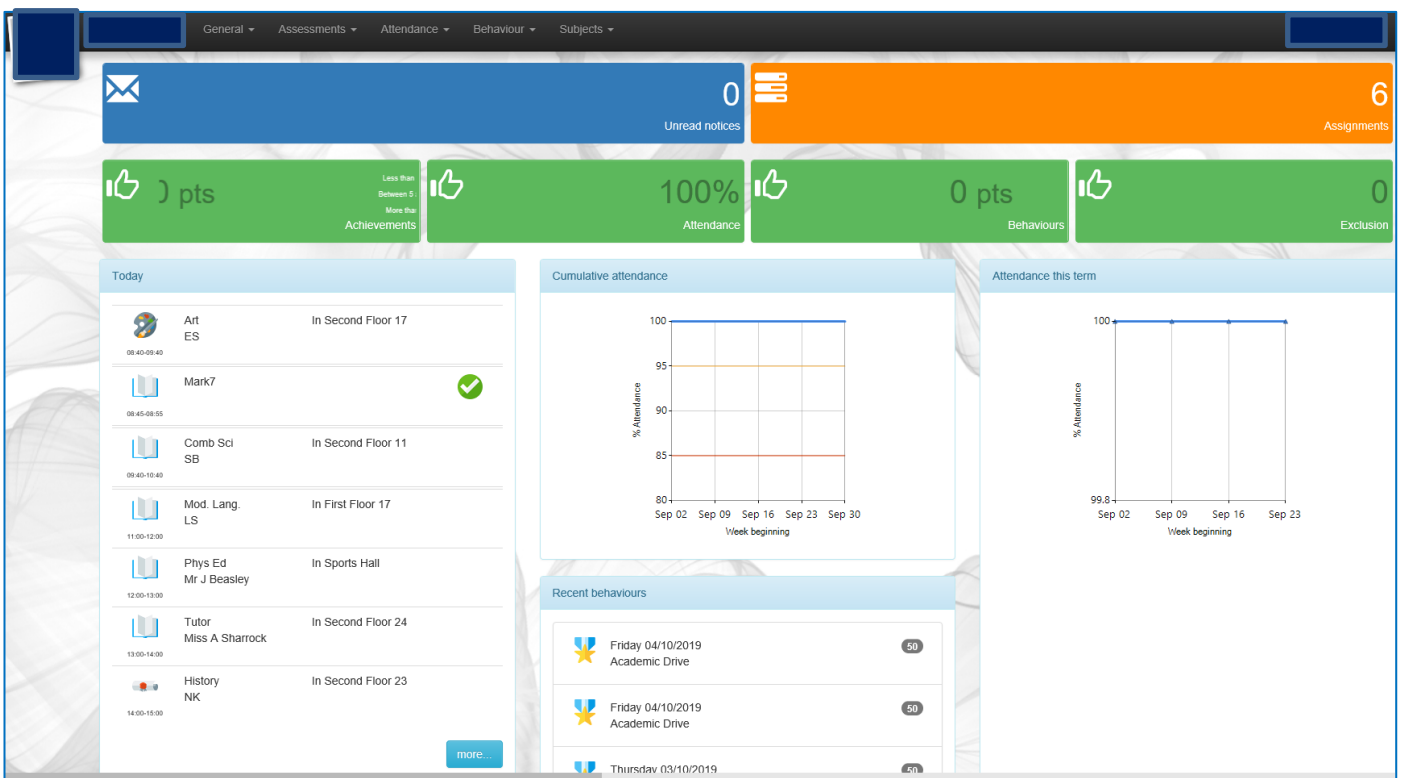 General Assessments Attendance Behaviour Subjects
0
Unread notices
6
Assignments
pts
Less than
Between 5
More than
Achievements
100%
Attendance
0 pts
Behaviours
0
Exclusion
Today
Art In Second Floor 17
ES
08:40-09:40
Mark7
08:45-08:55
Comb Sci In Second Floor 11
SB
09:40-10:40
Mod. Lang. In First Floor 17
LS
11:00-12:00
Phys Ed In Sports Hall
Mr J Beasley
12:00-13:00
Tutor In Second Floor 24
Miss A Sharrock
13:00-14:00
History In Second Floor 23
NK
14:00-15:00
more...
Cumulative attendance
100
95
90
85
80
% Attendance
Sep 02 Sep 09 Sep 16 Sep 23 Sep 30
Week beginning
Recent behaviours
Friday 04/10/2019 50
Academic Drive
Friday 04/10/2019 50
Academic Drive
Thursday 03/10/2019 50
Attendance this term
100
99.8
% Attendance
Sep 02 Sep 09 Sep 16 Sep 23
Week beginning